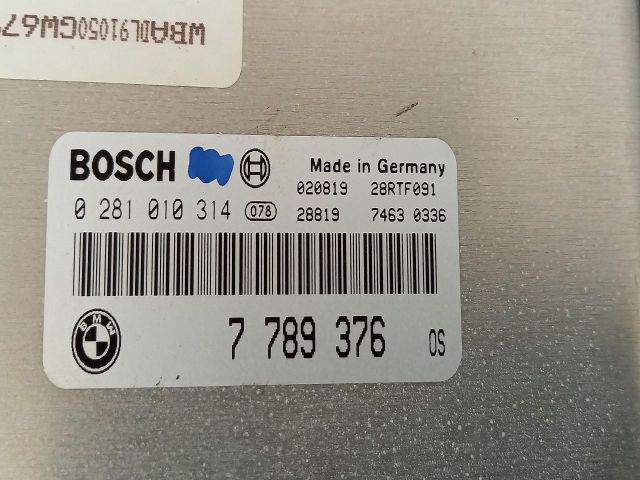 WBADL91050GW67
BOSCH Made in Germany
020819 28RTF091
0 281 010 314 078 28819 7463 0336
BMW 7 789 376 OS